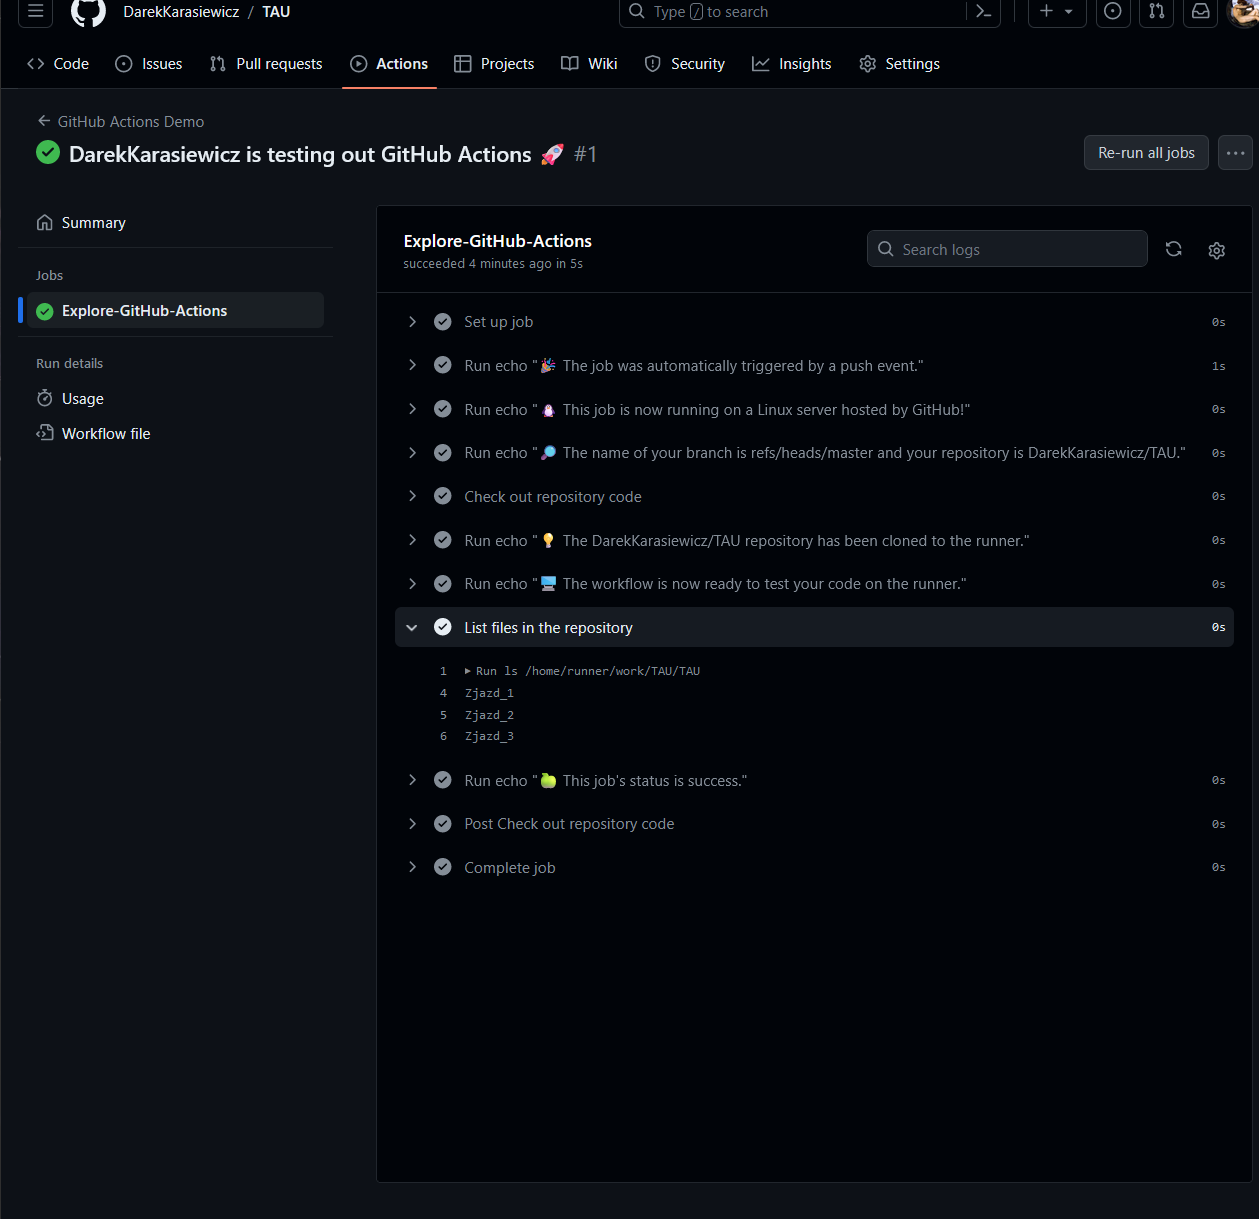 DarekKarasiewicz / TAU
Type / to search
Code Issues Pull requests Actions Projects Wiki Security Insights Settings
GitHub Actions Demo
DarekKarasiewicz is testing out GitHub Actions 🚀 #1
Re-run all jobs
Summary
Jobs
Explore-GitHub-Actions
Run details
Usage
Workflow file
Explore-GitHub-Actions
succeeded 4 minutes ago in 5s
Search logs
Set up job 0s
Run echo "🎉 The job was automatically triggered by a push event." 1s
Run echo "🐧 This job is now running on a Linux server hosted by GitHub!" 0s
Run echo "🔎 The name of your branch is refs/heads/master and your repository is DarekKarasiewicz/TAU." 0s
Check out repository code 0s
Run echo "💡 The DarekKarasiewicz/TAU repository has been cloned to the runner." 0s
Run echo "🖥️ The workflow is now ready to test your code on the runner." 0s
List files in the repository 0s
1 ▶ Run ls /home/runner/work/TAU/TAU
4 Zjazd_1
5 Zjazd_2
6 Zjazd_3
Run echo "🍏 This job's status is success." 0s
Post Check out repository code 0s
Complete job 0s